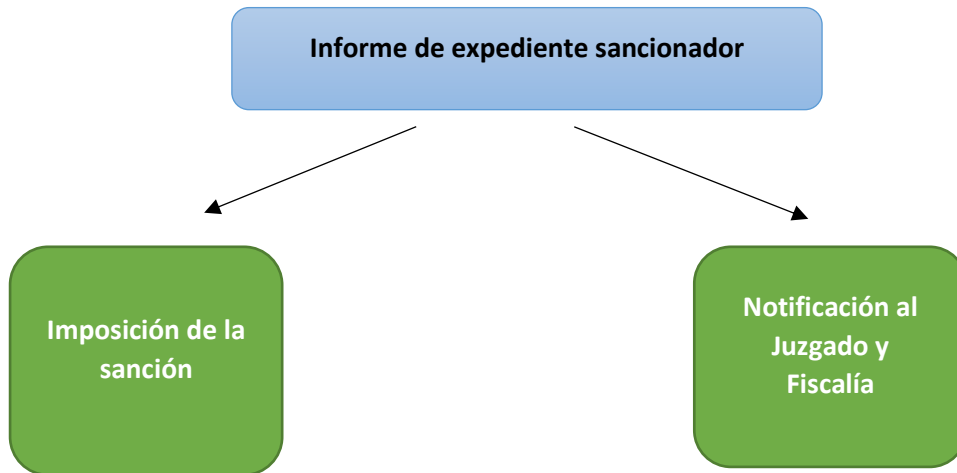 Informe de expediente sancionador
Imposición de la
sanción
Notificación al
Juzgado y
Fiscalía